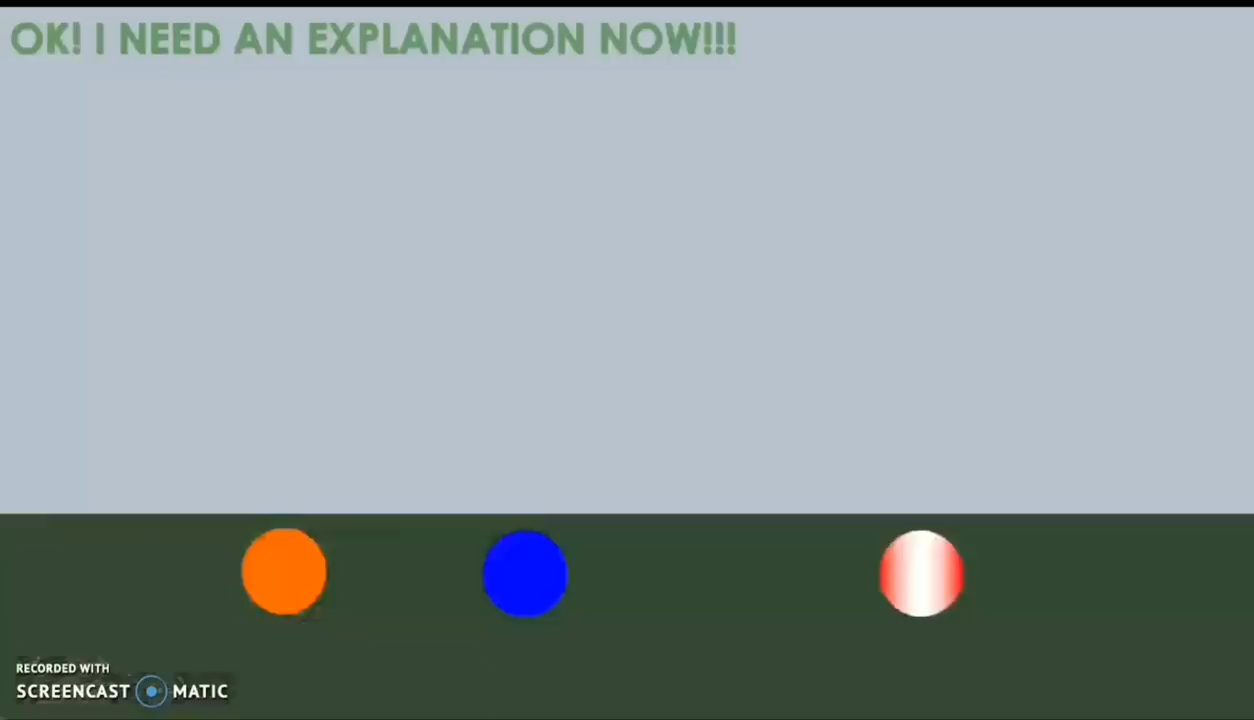 OK! I NEED AN EXPLANATION NOW!!!
RECORDED WITH
SCREENCAST MATIC